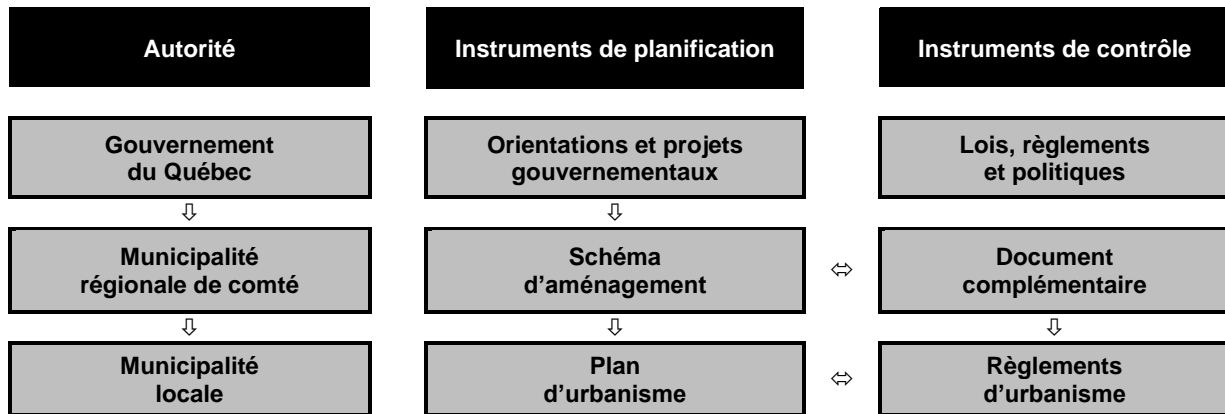 Autorité
Instruments de planification
Instruments de contrôle
Gouvernement
du Québec
Orientations et projets
gouvernementaux
Lois, règlements
et politiques
⇩
⇩
Municipalité
régionale de comté
Schéma
d'aménagement
⬄
Document
complémentaire
⇩
⇩
⇩
Municipalité
locale
Plan
d'urbanisme
⬄
Règlements
d'urbanisme